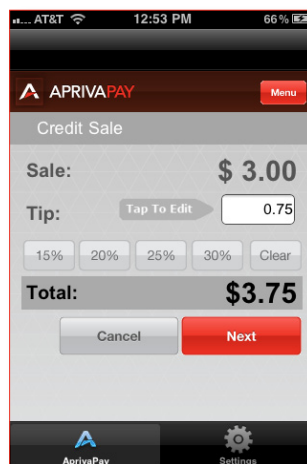 AT&T 12:53 PM 66%
APRIVAPAY Menu
Credit Sale
Sale: $ 3.00
Tip: Tap To Edit 0.75
15% 20% 25% 30% Clear
Total: $3.75
Cancel Next
AprivaPay Settings